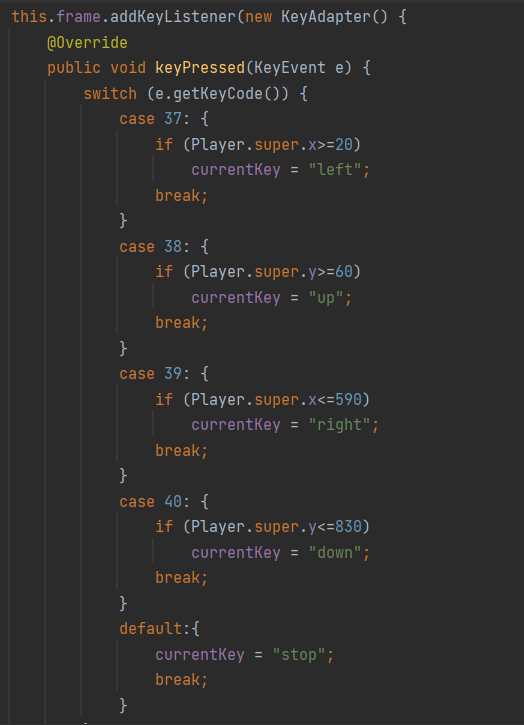 this.frame.addKeyListener(new KeyAdapter() {
@Override
public void keyPressed(KeyEvent e) {
switch (e.getKeyCode()) {
case 37: {
if (Player.super.x>=20)
currentKey = "left";
break;
}
case 38: {
if (Player.super.y>=60)
currentKey = "up";
break;
}
case 39: {
if (Player.super.x<=590)
currentKey = "right";
break;
}
case 40: {
if (Player.super.y<=830)
currentKey = "down";
break;
}
default:{
currentKey = "stop";
break;
}